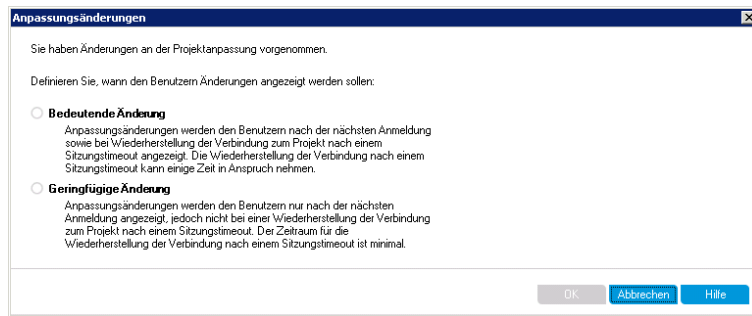 Anpassungsänderungen
Sie haben Änderungen an der Projektanpassung vorgenommen.
Definieren Sie, wann den Benutzern Änderungen angezeigt werden sollen:
Bedeutende Änderung
Anpassungsänderungen werden den Benutzern nach der nächsten Anmeldung
sowie bei Wiederherstellung der Verbindung zum Projekt nach einem
Sitzungstimeout angezeigt. Die Wiederherstellung der Verbindung nach einem
Sitzungstimeout kann einige Zeit in Anspruch nehmen.
Geringfügige Änderung
Anpassungsänderungen werden den Benutzern nur nach der nächsten
Anmeldung angezeigt, jedoch nicht bei einer Wiederherstellung der Verbindung
zum Projekt nach einem Sitzungstimeout. Der Zeitraum für die
Wiederherstellung der Verbindung nach einem Sitzungstimeout ist minimal.
OK Abbrechen Hilfe